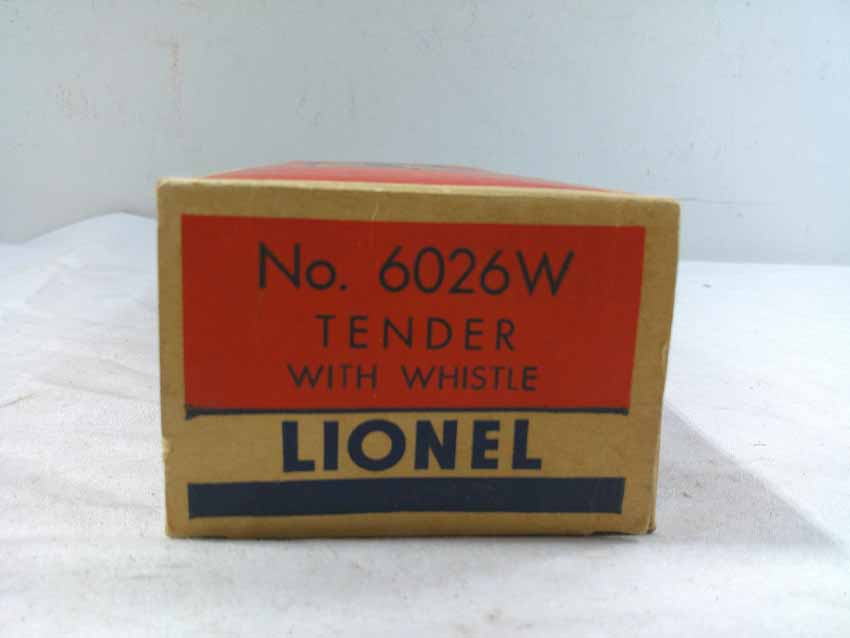 No. 6026W
TENDER
WITH WHISTLE
LIONEL